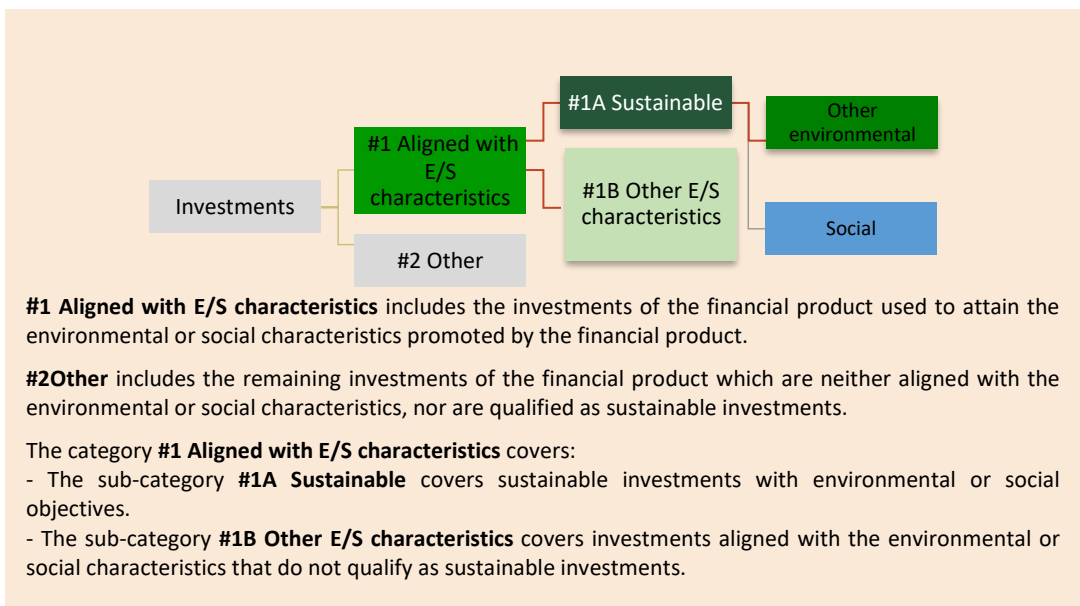 #1A Sustainable
Other
environmental
#1 Aligned with
E/S
characteristics
#1B Other E/S
characteristics
Investments
Social
#2 Other
#1 Aligned with E/S characteristics includes the investments of the financial product used to attain the
environmental or social characteristics promoted by the financial product.
#2Other includes the remaining investments of the financial product which are neither aligned with the
environmental or social characteristics, nor are qualified as sustainable investments.
The category #1 Aligned with E/S characteristics covers:
- The sub-category #1A Sustainable covers sustainable investments with environmental or social
objectives.
- The sub-category #1B Other E/S characteristics covers investments aligned with the environmental or
social characteristics that do not qualify as sustainable investments.